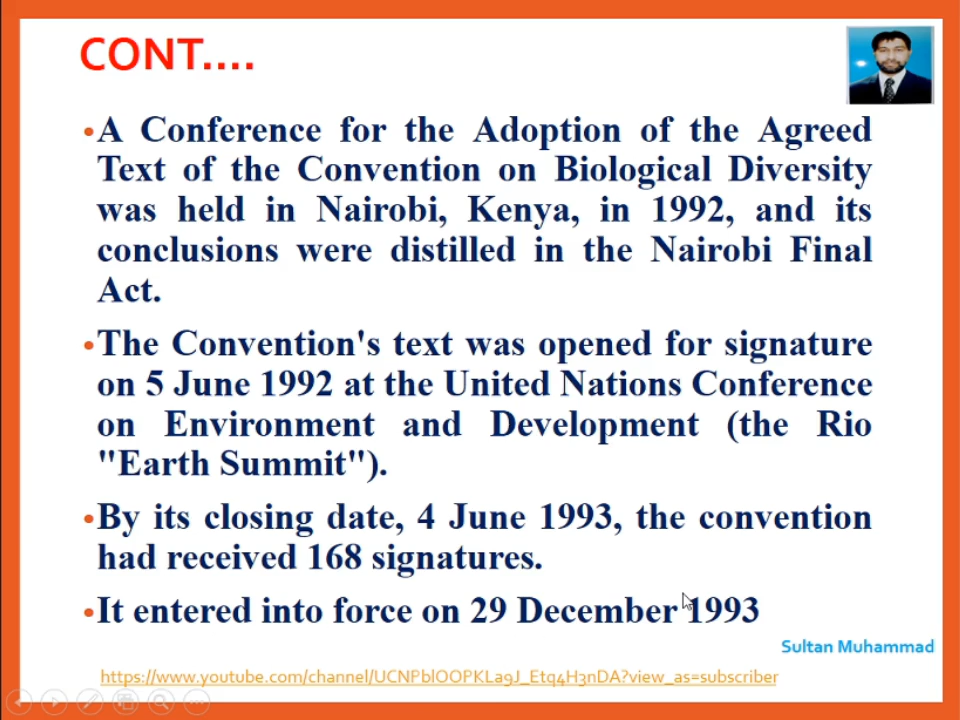 CONT....
•A Conference for the Adoption of the Agreed
Text of the Convention on Biological Diversity
was held in Nairobi, Kenya, in 1992, and its
conclusions were distilled in the Nairobi Final
Act.
•The Convention's text was opened for signature
on 5 June 1992 at the United Nations Conference
on Environment and Development (the Rio
"Earth Summit").
•By its closing date, 4 June 1993, the convention
had received 168 signatures.
•It entered into force on 29 December 1993
Sultan Muhammad
https://www.youtube.com/channel/UCNPblOOPKLa9J_Etq4H3nDA?view_as=subscriber